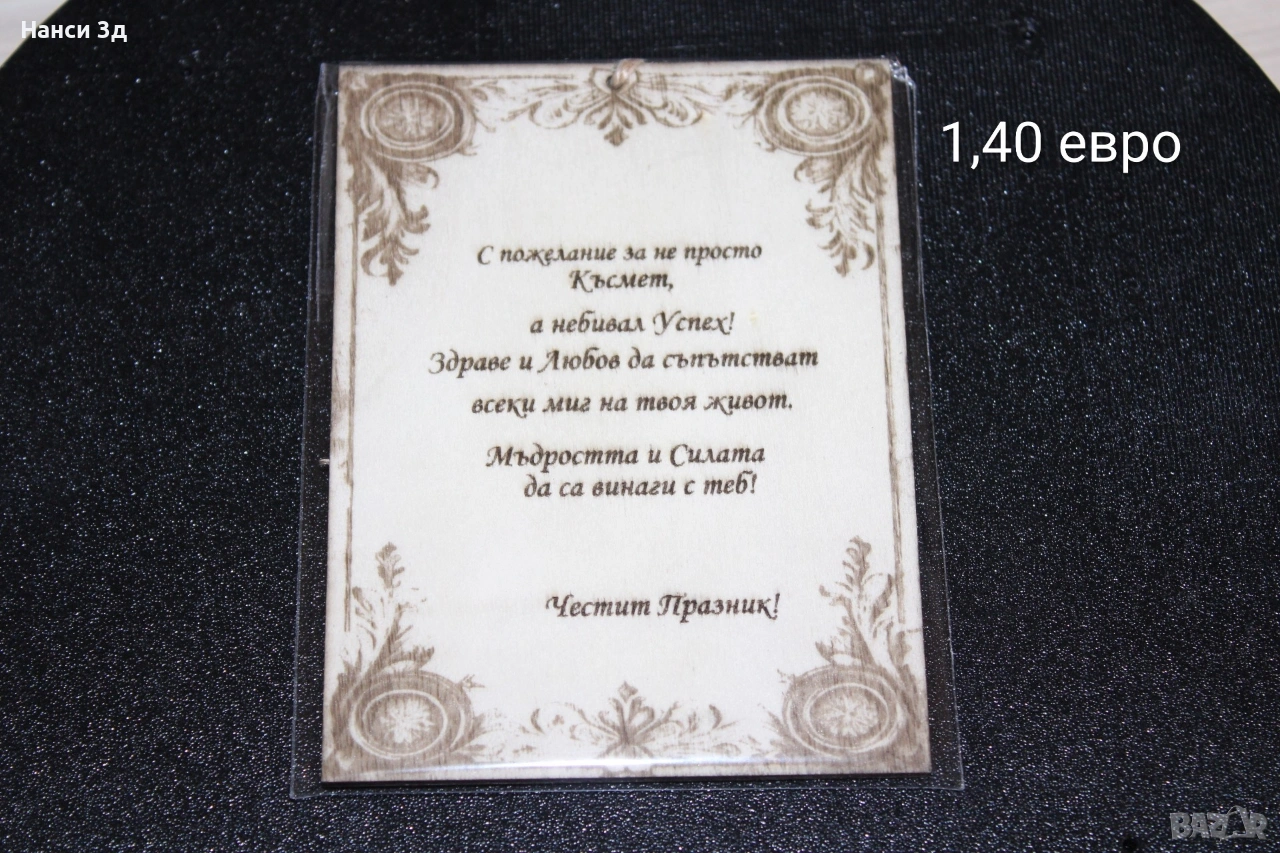 Нанси 3д
1,40 евро
С пожелание за не просто
Късмет,
а небивал Успех!
Здраве и Любов да съпътстват
всеки миг на твоя живот.
Мъдростта и Силата
да са винаги с теб!
Честит Празник!
BAZAR